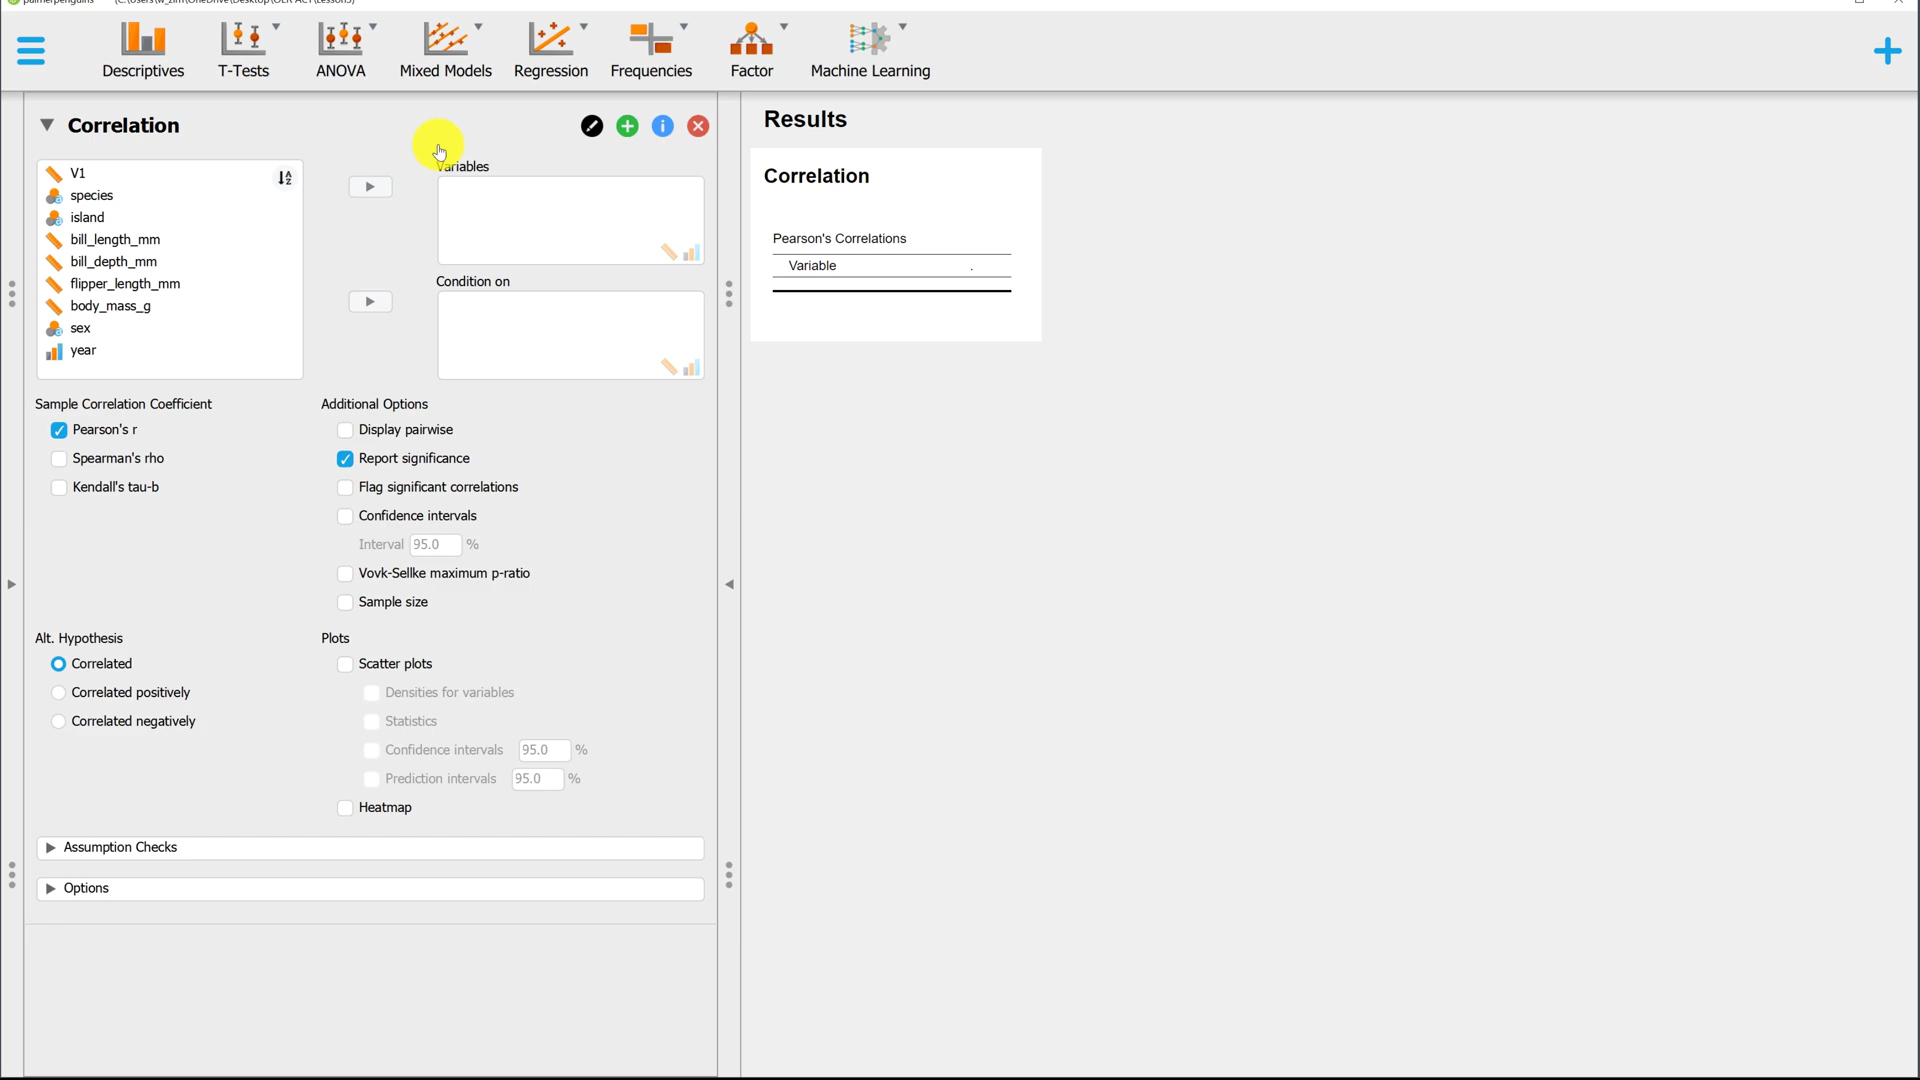 Descriptives
T-Tests
ANOVA
Mixed Models
Regression
Frequencies
Factor
Machine Learning
Correlation
V1
species
island
bill_length_mm
bill_depth_mm
flipper_length_mm
body_mass_g
sex
year
Variables
Condition on
Sample Correlation Coefficient
Pearson's r
Spearman's rho
Kendall's tau-b
Additional Options
Display pairwise
Report significance
Flag significant correlations
Confidence intervals
Interval 95.0 %
Vovk-Sellke maximum p-ratio
Sample size
Alt. Hypothesis
Correlated
Correlated positively
Correlated negatively
Plots
Scatter plots
Densities for variables
Statistics
Confidence intervals 95.0 %
Prediction intervals 95.0 %
Heatmap
Assumption Checks
Options
Results
Correlation
Pearson's Correlations
Variable .